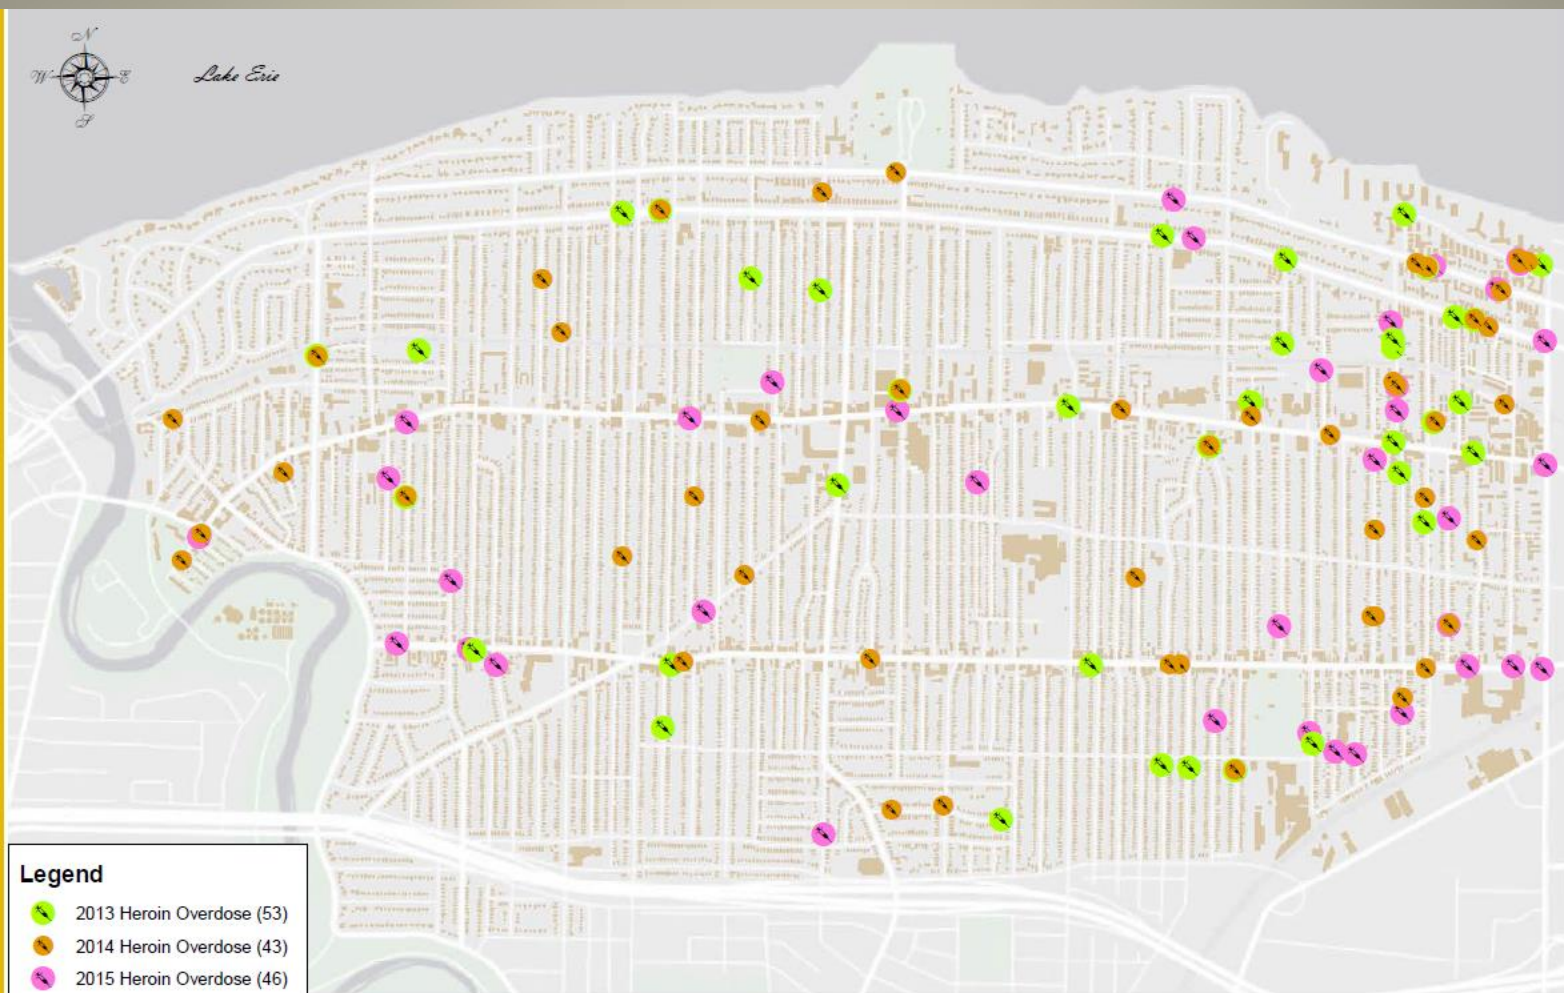 N
W
E
S
Lake Erie
Legend
2013 Heroin Overdose (53)
2014 Heroin Overdose (43)
2015 Heroin Overdose (46)